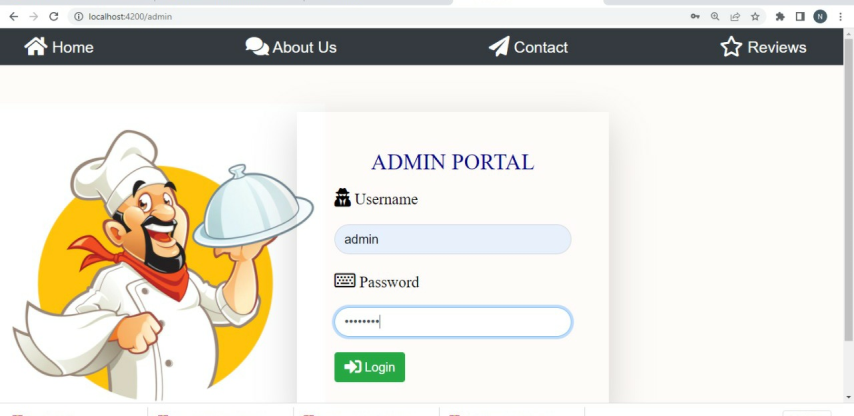 localhost:4200/admin
N
Home About Us Contact Reviews
ADMIN PORTAL
Username
admin
Password
••••••••
Login